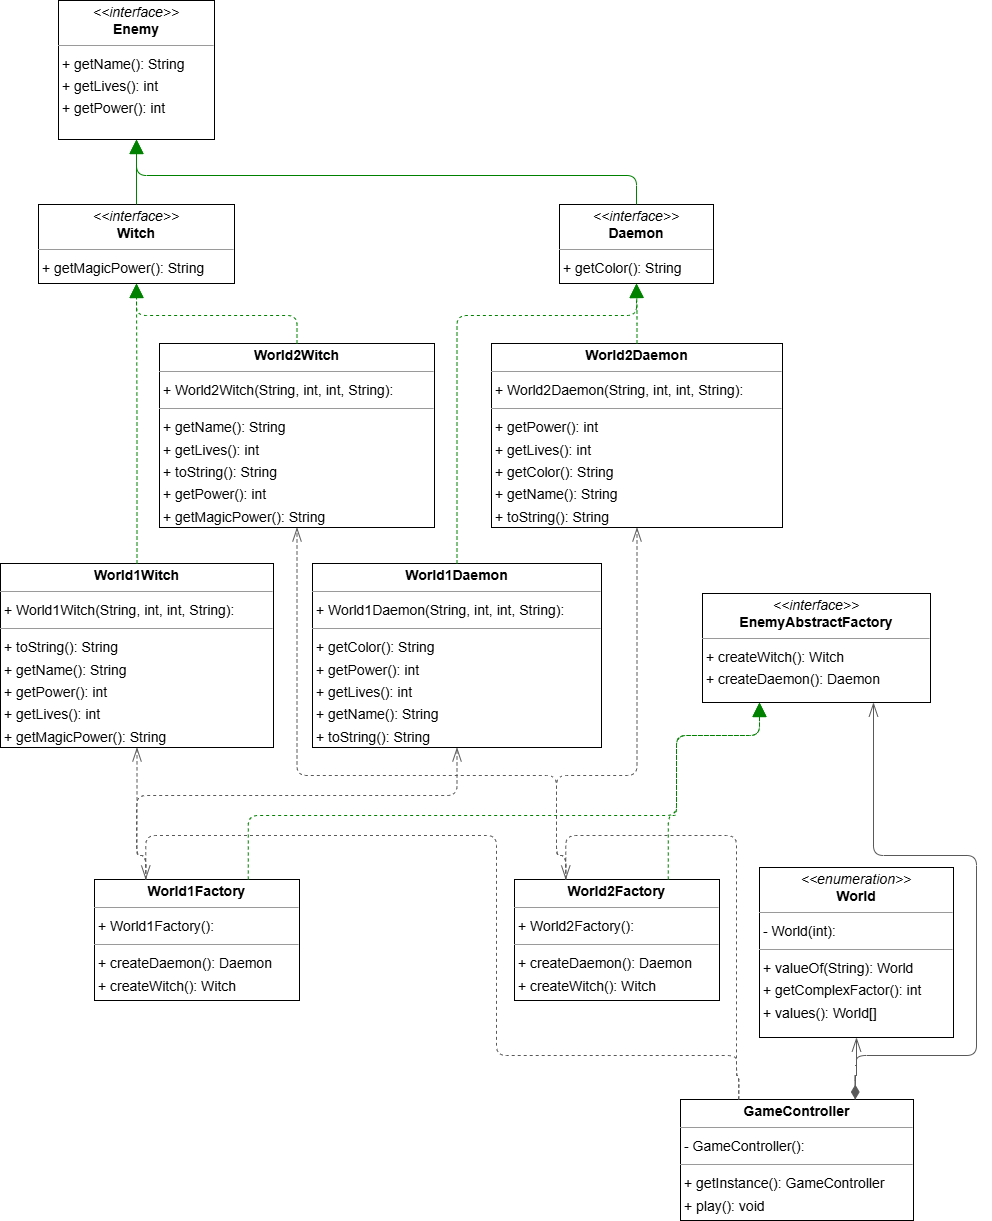 <<interface>>
Enemy
+ getName(): String
+ getLives(): int
+ getPower(): int
<<interface>>
Witch
+ getMagicPower(): String
<<interface>>
Daemon
+ getColor(): String
World2Witch
+ World2Witch(String, int, int, String):
+ getName(): String
+ getLives(): int
+ toString(): String
+ getPower(): int
+ getMagicPower(): String
World2Daemon
+ World2Daemon(String, int, int, String):
+ getPower(): int
+ getLives(): int
+ getColor(): String
+ getName(): String
+ toString(): String
World1Witch
+ World1Witch(String, int, int, String):
+ toString(): String
+ getName(): String
+ getPower(): int
+ getLives(): int
+ getMagicPower(): String
World1Daemon
+ World1Daemon(String, int, int, String):
+ getColor(): String
+ getPower(): int
+ getLives(): int
+ getName(): String
+ toString(): String
<<interface>>
EnemyAbstractFactory
+ createWitch(): Witch
+ createDaemon(): Daemon
World1Factory
+ World1Factory():
+ createDaemon(): Daemon
+ createWitch(): Witch
World2Factory
+ World2Factory():
+ createDaemon(): Daemon
+ createWitch(): Witch
<<enumeration>>
World
- World(int):
+ valueOf(String): World
+ getComplexFactor(): int
+ values(): World[]
GameController
- GameController():
+ getInstance(): GameController
+ play(): void